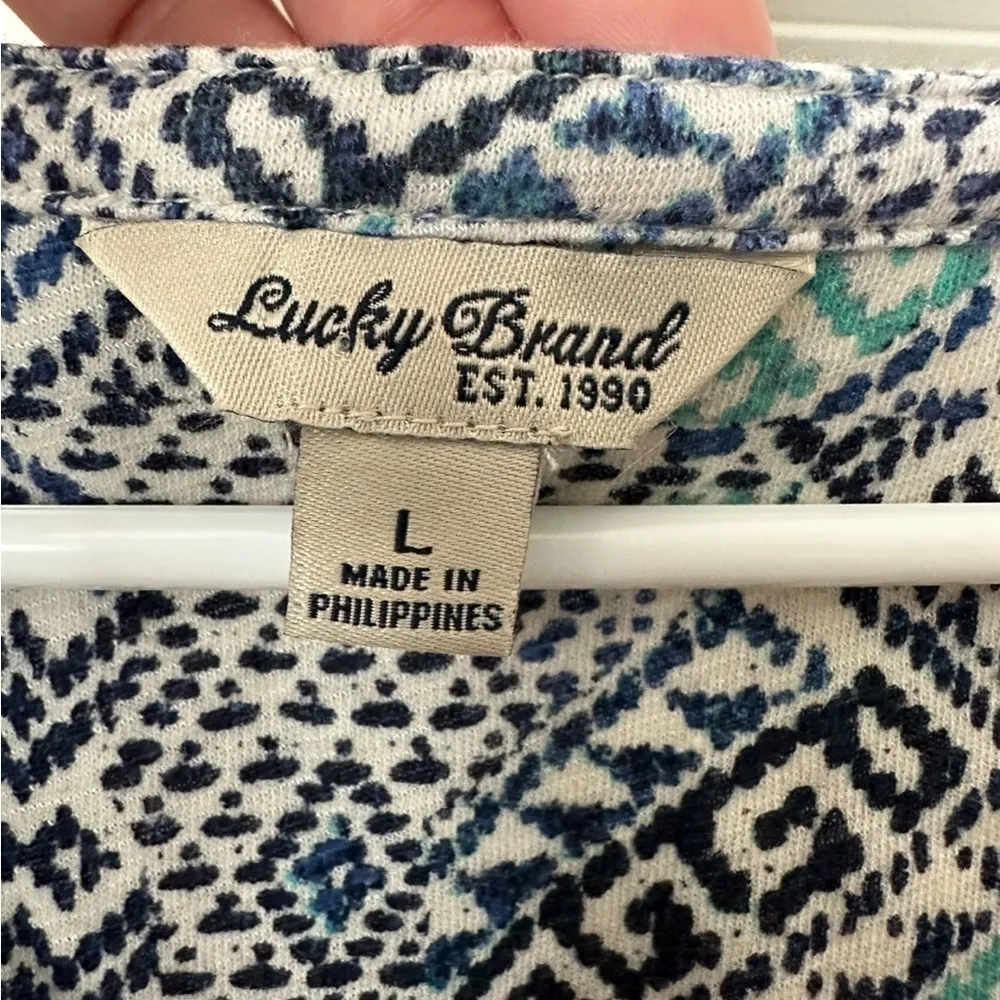 Lucky Brand
EST. 1990
L
MADE IN
PHILIPPINES